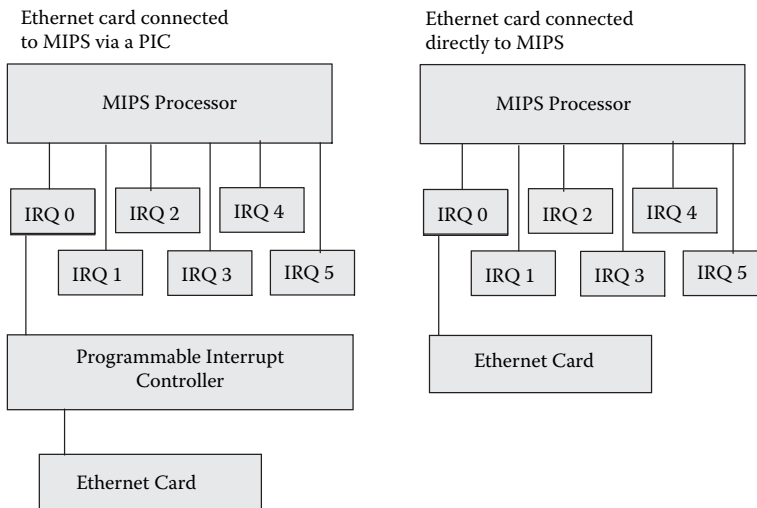 Ethernet card connected
to MIPS via a PIC
MIPS Processor
IRQ 0
IRQ 2
IRQ 4
IRQ 1
IRQ 3
IRQ 5
Programmable Interrupt
Controller
Ethernet Card
Ethernet card connected
directly to MIPS
MIPS Processor
IRQ 0
IRQ 2
IRQ 4
IRQ 1
IRQ 3
IRQ 5
Ethernet Card